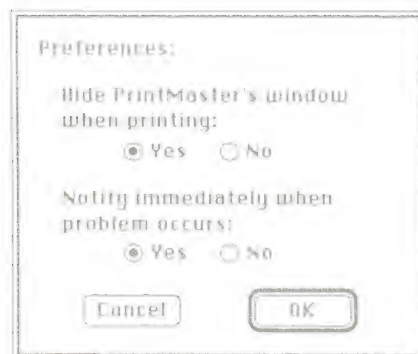 Preferences:
Hide PrintMaster's window
when printing:
Yes No
Notify immediately when
problem occurs:
Yes No
Cancel OK